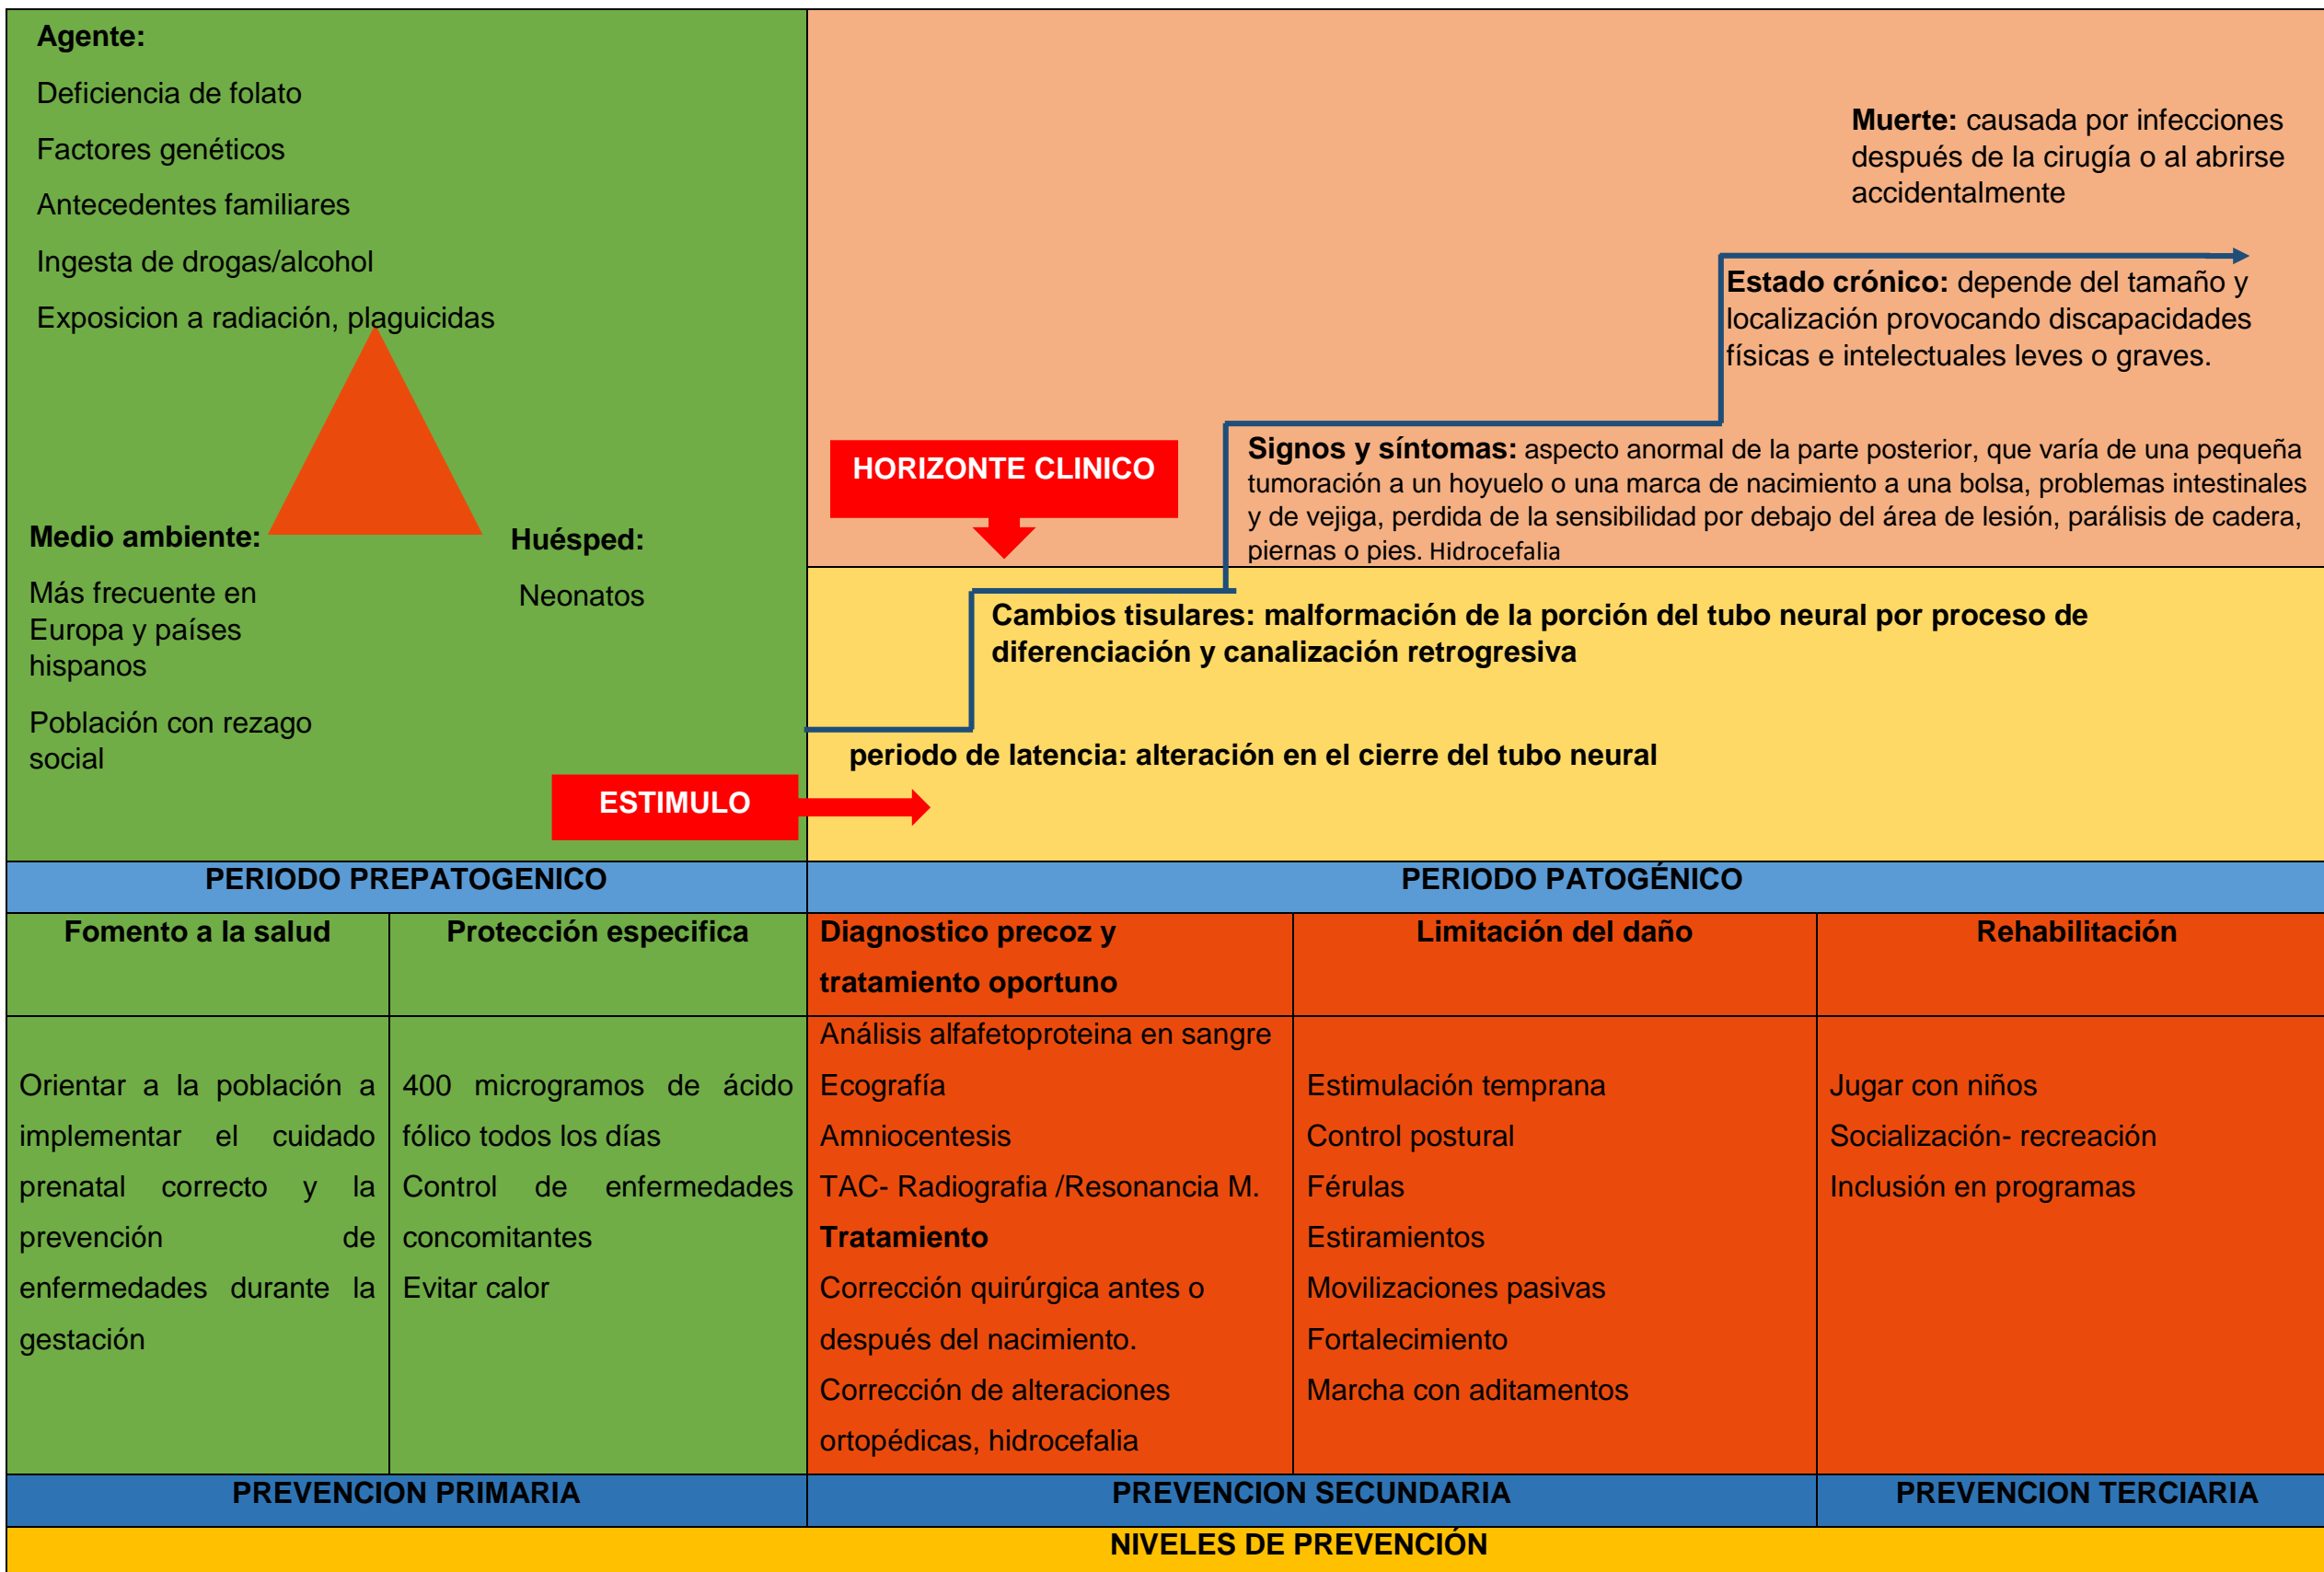 Agente:
Deficiencia de folato
Factores genéticos
Antecedentes familiares
Ingesta de drogas/alcohol
Exposicion a radiación, plaguicidas
Medio ambiente:
Más frecuente en
Europa y países
hispanos
Población con rezago
social
Huésped:
Neonatos
ESTIMULO
Muerte: causada por infecciones
después de la cirugía o al abrirse
accidentalmente
Estado crónico: depende del tamaño y
localización provocando discapacidades
físicas e intelectuales leves o graves.
HORIZONTE CLINICO
Signos y síntomas: aspecto anormal de la parte posterior, que varía de una pequeña
tumoración a un hoyuelo o una marca de nacimiento a una bolsa, problemas intestinales
y de vejiga, perdida de la sensibilidad por debajo del área de lesión, parálisis de cadera,
piernas o pies. Hidrocefalia
Cambios tisulares: malformación de la porción del tubo neural por proceso de
diferenciación y canalización retrogresiva
periodo de latencia: alteración en el cierre del tubo neural
PERIODO PREPATOGENICO
PERIODO PATOGÉNICO
Fomento a la salud
Protección especifica
Diagnostico precoz y
tratamiento oportuno
Limitación del daño
Rehabilitación
Orientar a la población a
implementar el cuidado
prenatal correcto y la
prevención de
enfermedades durante la
gestación
400 microgramos de ácido
fólico todos los días
Control de enfermedades
concomitantes
Evitar calor
Análisis alfafetoproteina en sangre
Ecografía
Amniocentesis
TAC- Radiografia /Resonancia M.
Tratamiento
Corrección quirúrgica antes o
después del nacimiento.
Corrección de alteraciones
ortopédicas, hidrocefalia
Estimulación temprana
Control postural
Férulas
Estiramientos
Movilizaciones pasivas
Fortalecimiento
Marcha con aditamentos
Jugar con niños
Socialización- recreación
Inclusión en programas
PREVENCION PRIMARIA
PREVENCION SECUNDARIA
PREVENCION TERCIARIA
NIVELES DE PREVENCIÓN